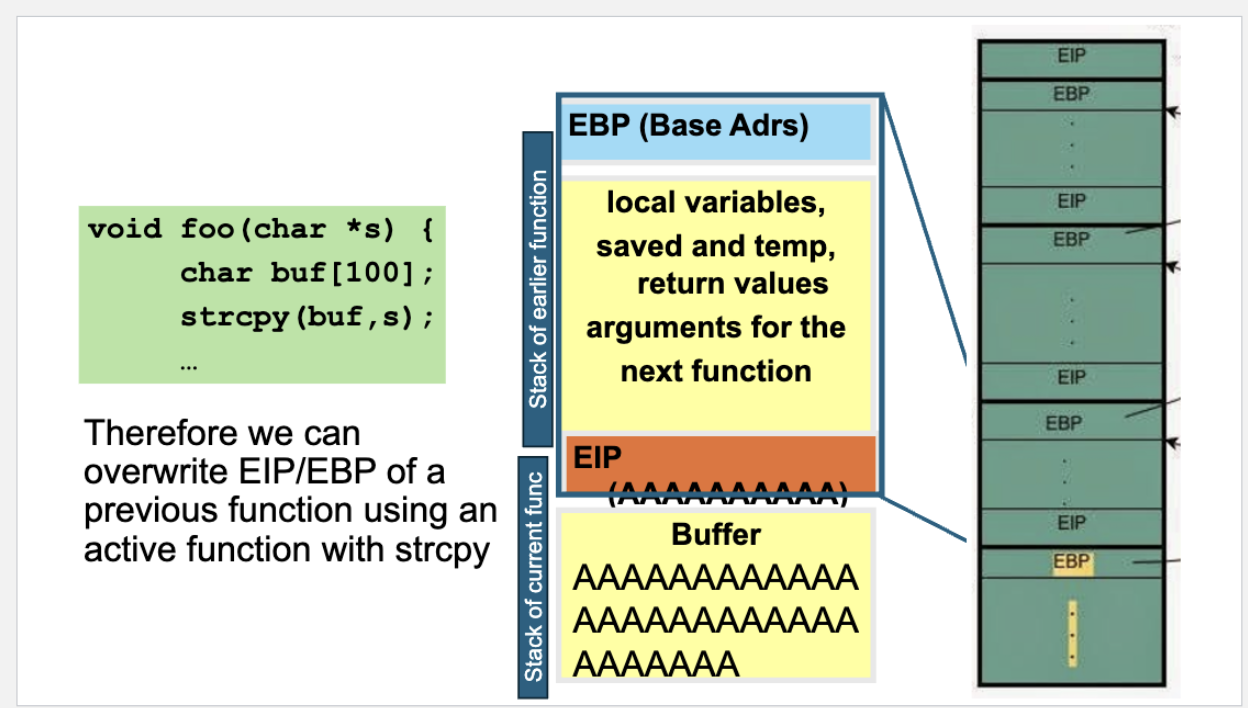 void foo(char *s) {
char buf[100];
strcpy(buf,s);
…
Therefore we can
overwrite EIP/EBP of a
previous function using an
active function with strcpy
Stack of earlier function
Stack of current func
EBP (Base Adrs)
local variables,
saved and temp,
return values
arguments for the
next function
EIP
(AAAAAAAAAA)
Buffer
AAAAAAAAAAAA
AAAAAAAAAAAA
AAAAAAA
EIP
EBP
EIP
EBP
EIP
EBP
EIP
EBP